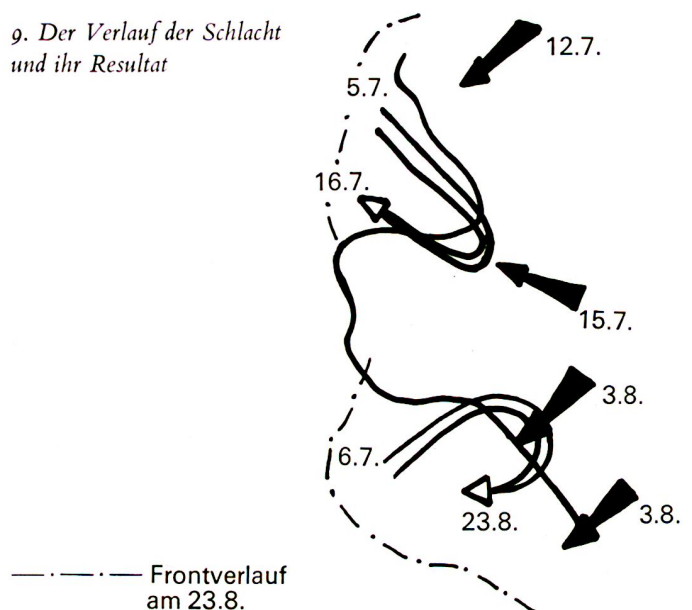 9. Der Verlauf der Schlacht
und ihr Resultat
12.7.
5.7.
16.7.
15.7.
3.8.
6.7.
23.8.
3.8.
Frontverlauf
am 23.8.